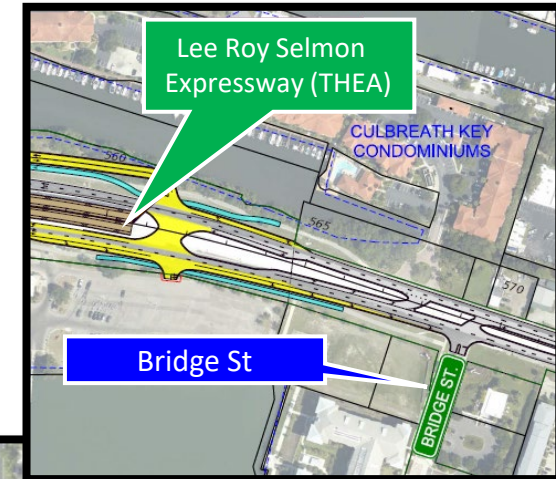 Lee Roy Selmon
Expressway (THEA)
CULBREATH KEY
CONDOMINIUMS
560
565
570
Bridge St
BRIDGE ST.